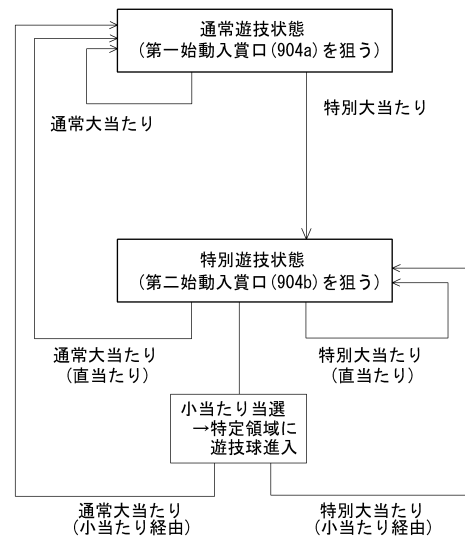 通常遊技状態
(第一始動入賞口(904a)を狙う)
通常大当たり
特別大当たり
特別遊技状態
(第二始動入賞口(904b)を狙う)
通常大当たり
(直当たり)
特別大当たり
(直当たり)
小当たり当選
→特定領域に
遊技球進入
通常大当たり
(小当たり経由)
特別大当たり
(小当たり経由)